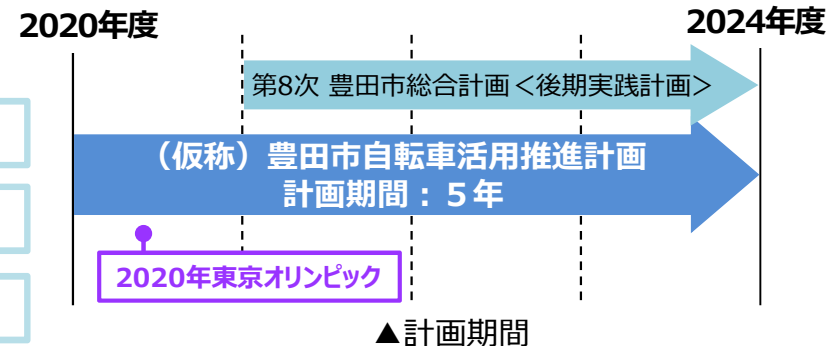 2020年度
2024年度
第8次 豊田市総合計画＜後期実践計画＞
（仮称）豊田市自転車活用推進計画
計画期間：５年
2020年東京オリンピック
▲計画期間